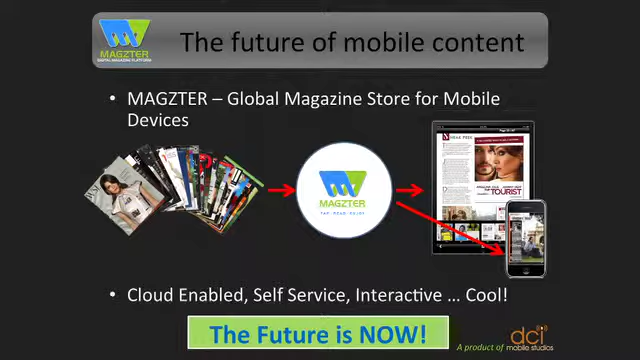 MAGZTER
DIGITAL MAGAZINE PLATFORM
The future of mobile content
• MAGZTER – Global Magazine Store for Mobile
Devices
MAGZTER
TAP. READ. ENJOY.
TOURIST
• Cloud Enabled, Self Service, Interactive … Cool!
The Future is NOW!
A product of dci
mobile studios